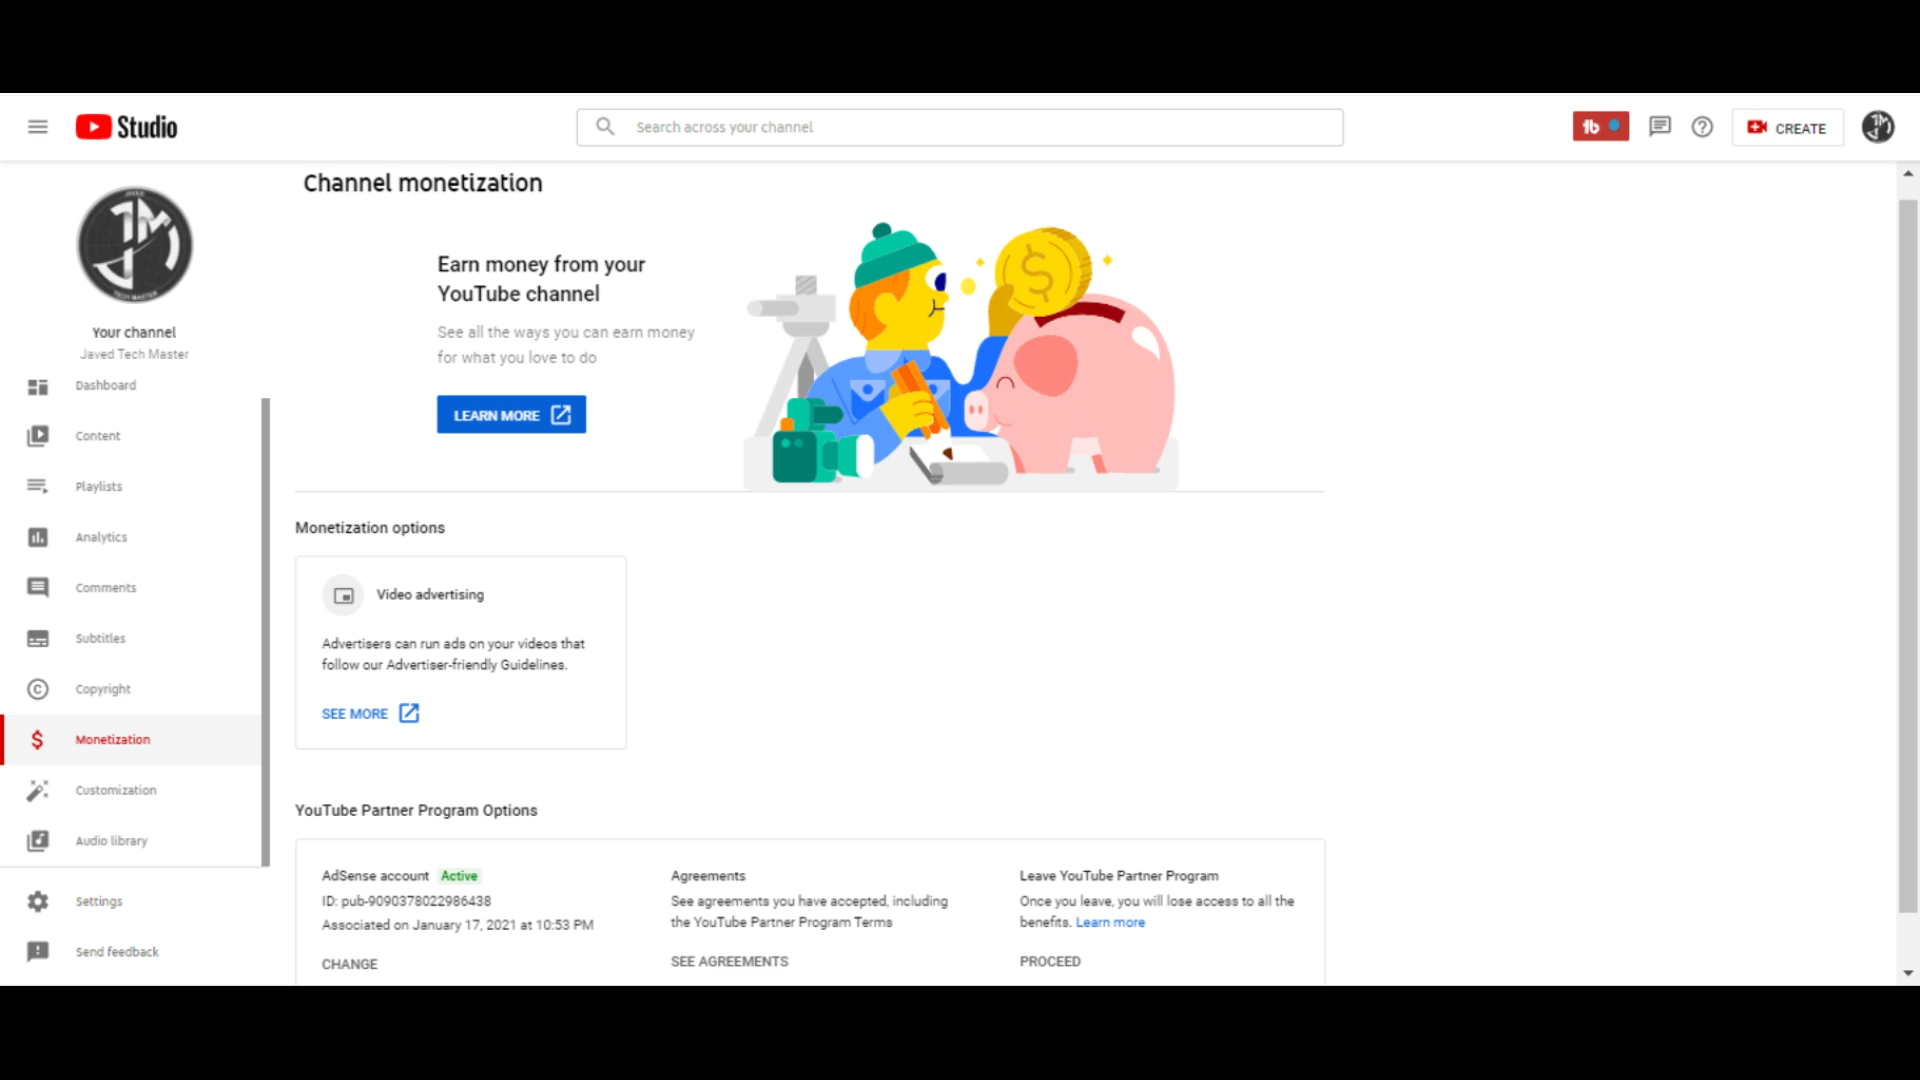 Studio
Search across your channel
CREATE
JAVED
TECH MASTER
Your channel
Javed Tech Master
Dashboard
Content
Playlists
Analytics
Comments
Subtitles
Copyright
Monetization
Customization
Audio library
Settings
Send feedback
Channel monetization
Earn money from your
YouTube channel
See all the ways you can earn money
for what you love to do
LEARN MORE
Monetization options
Video advertising
Advertisers can run ads on your videos that
follow our Advertiser-friendly Guidelines.
SEE MORE
YouTube Partner Program Options
AdSense account Active
ID: pub-9090378022986438
Associated on January 17, 2021 at 10:53 PM
CHANGE
Agreements
See agreements you have accepted, including
the YouTube Partner Program Terms
SEE AGREEMENTS
Leave YouTube Partner Program
Once you leave, you will lose access to all the
benefits. Learn more
PROCEED